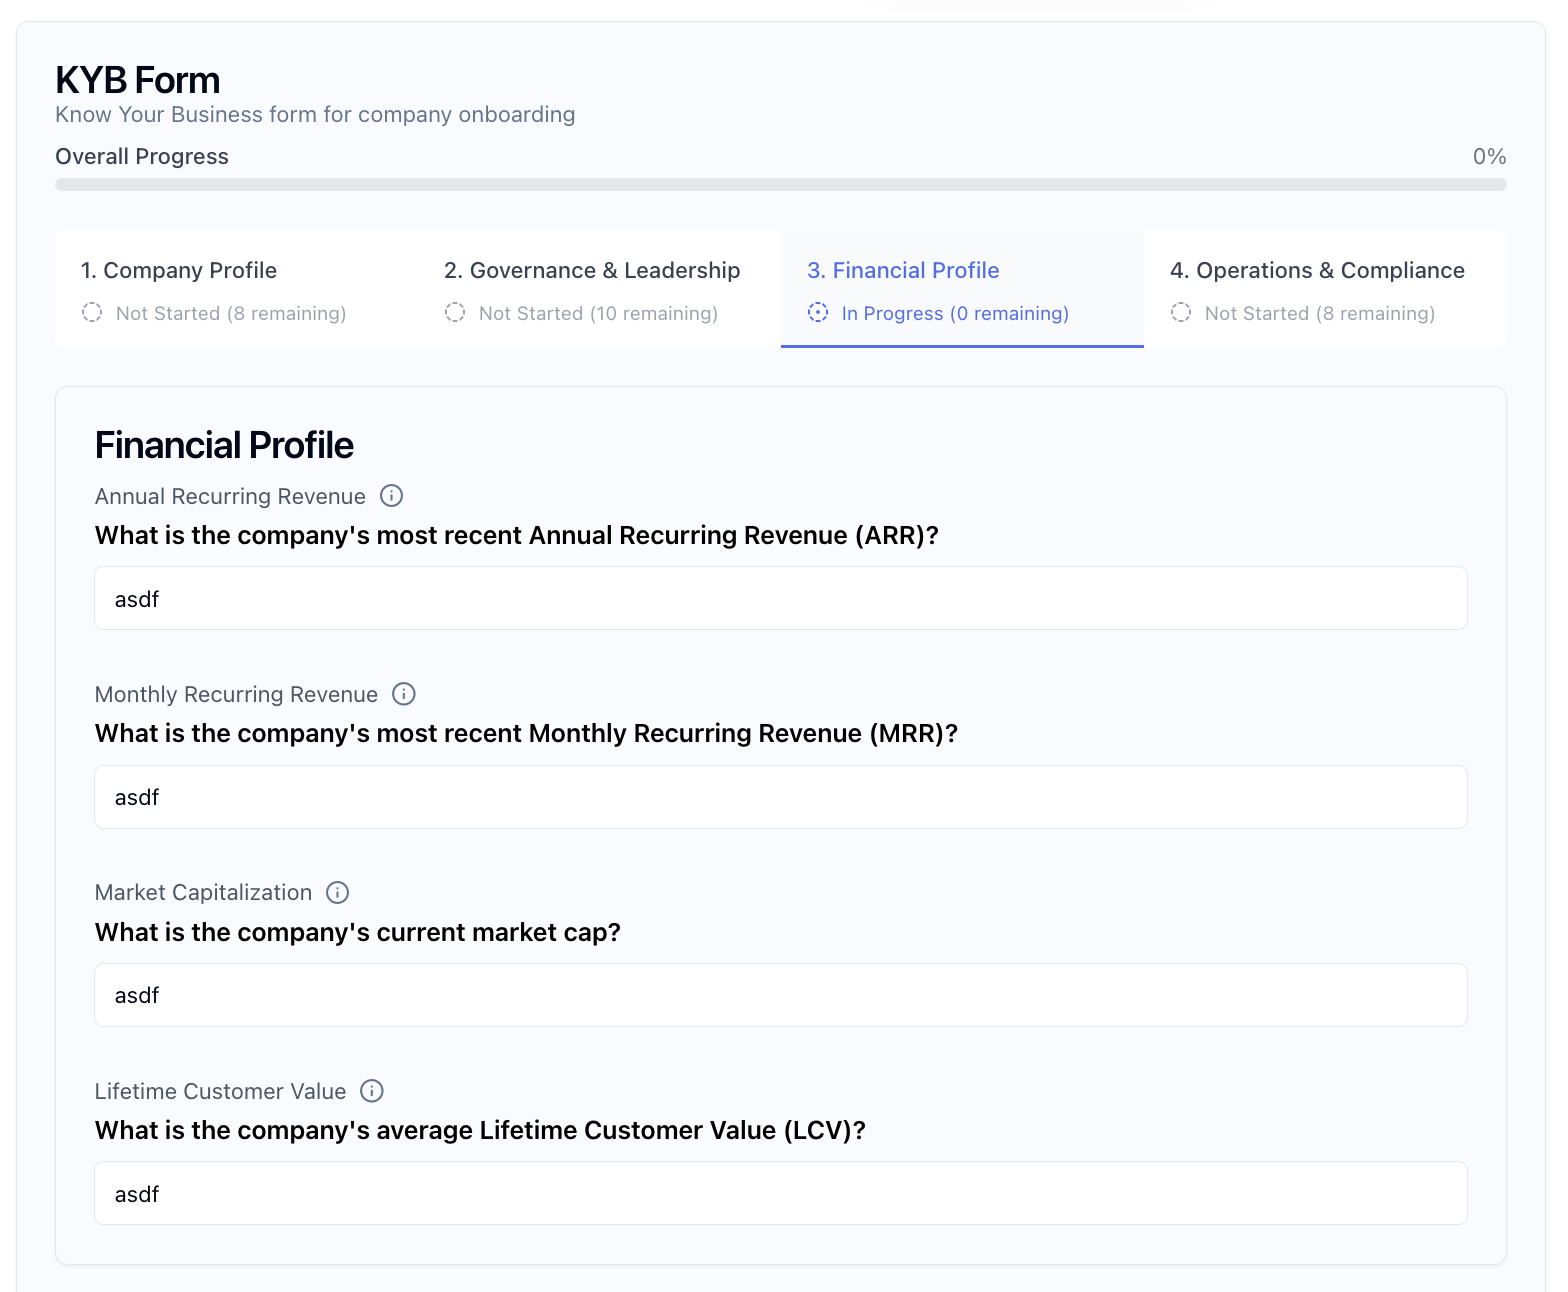 KYB Form
Know Your Business form for company onboarding
Overall Progress
0%
1. Company Profile
Not Started (8 remaining)
2. Governance & Leadership
Not Started (10 remaining)
3. Financial Profile
In Progress (0 remaining)
4. Operations & Compliance
Not Started (8 remaining)
Financial Profile
Annual Recurring Revenue
What is the company's most recent Annual Recurring Revenue (ARR)?
asdf
Monthly Recurring Revenue
What is the company's most recent Monthly Recurring Revenue (MRR)?
asdf
Market Capitalization
What is the company's current market cap?
asdf
Lifetime Customer Value
What is the company's average Lifetime Customer Value (LCV)?
asdf